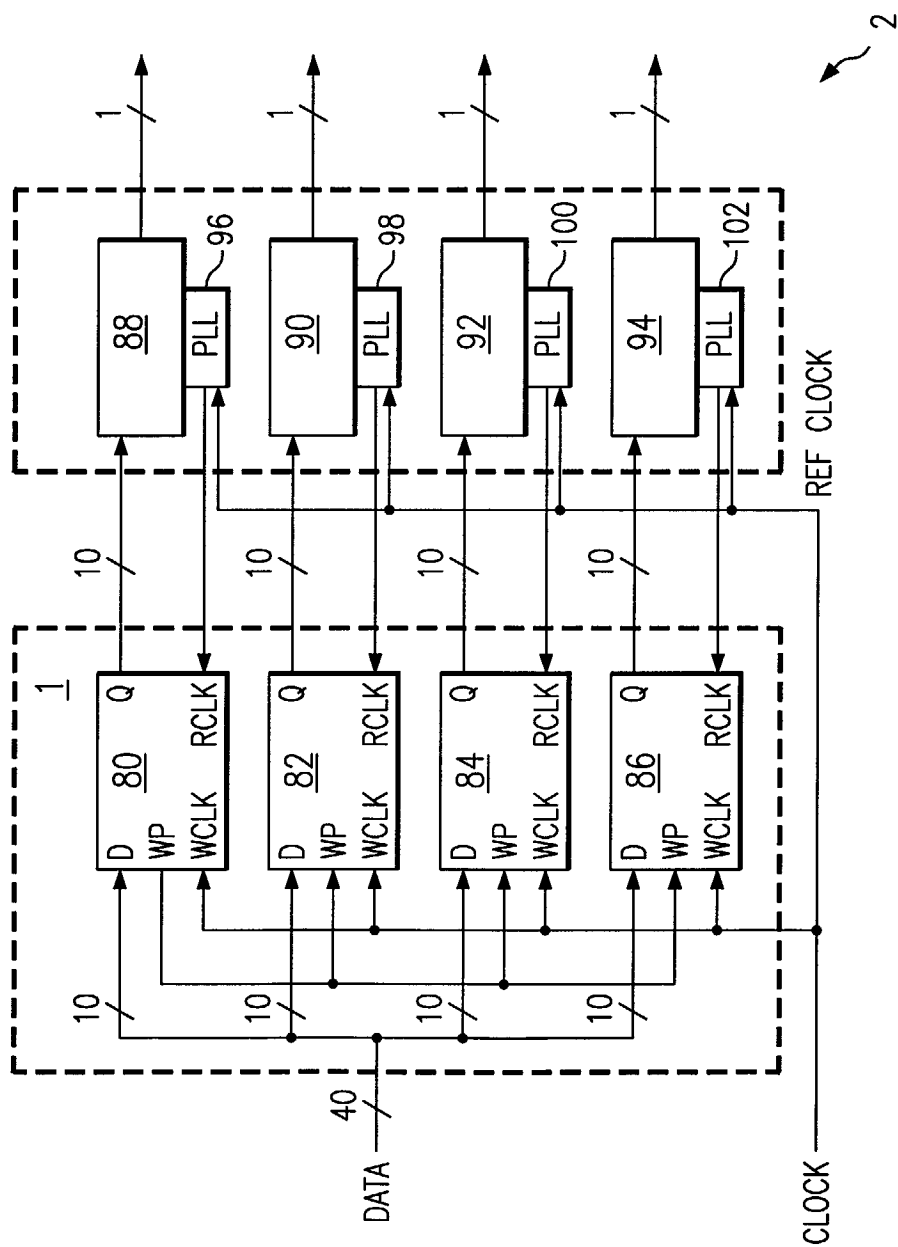 2
1
1
1
1
88
PLL
96
90
PLL
98
92
PLL
100
94
PLL
102
REF CLOCK
10
10
10
10
1
D 80 Q
WP
WCLK RCLK
D 82 Q
WP
WCLK RCLK
D 84 Q
WP
WCLK RCLK
D 86 Q
WP
WCLK RCLK
10
10
10
10
40
DATA
CLOCK